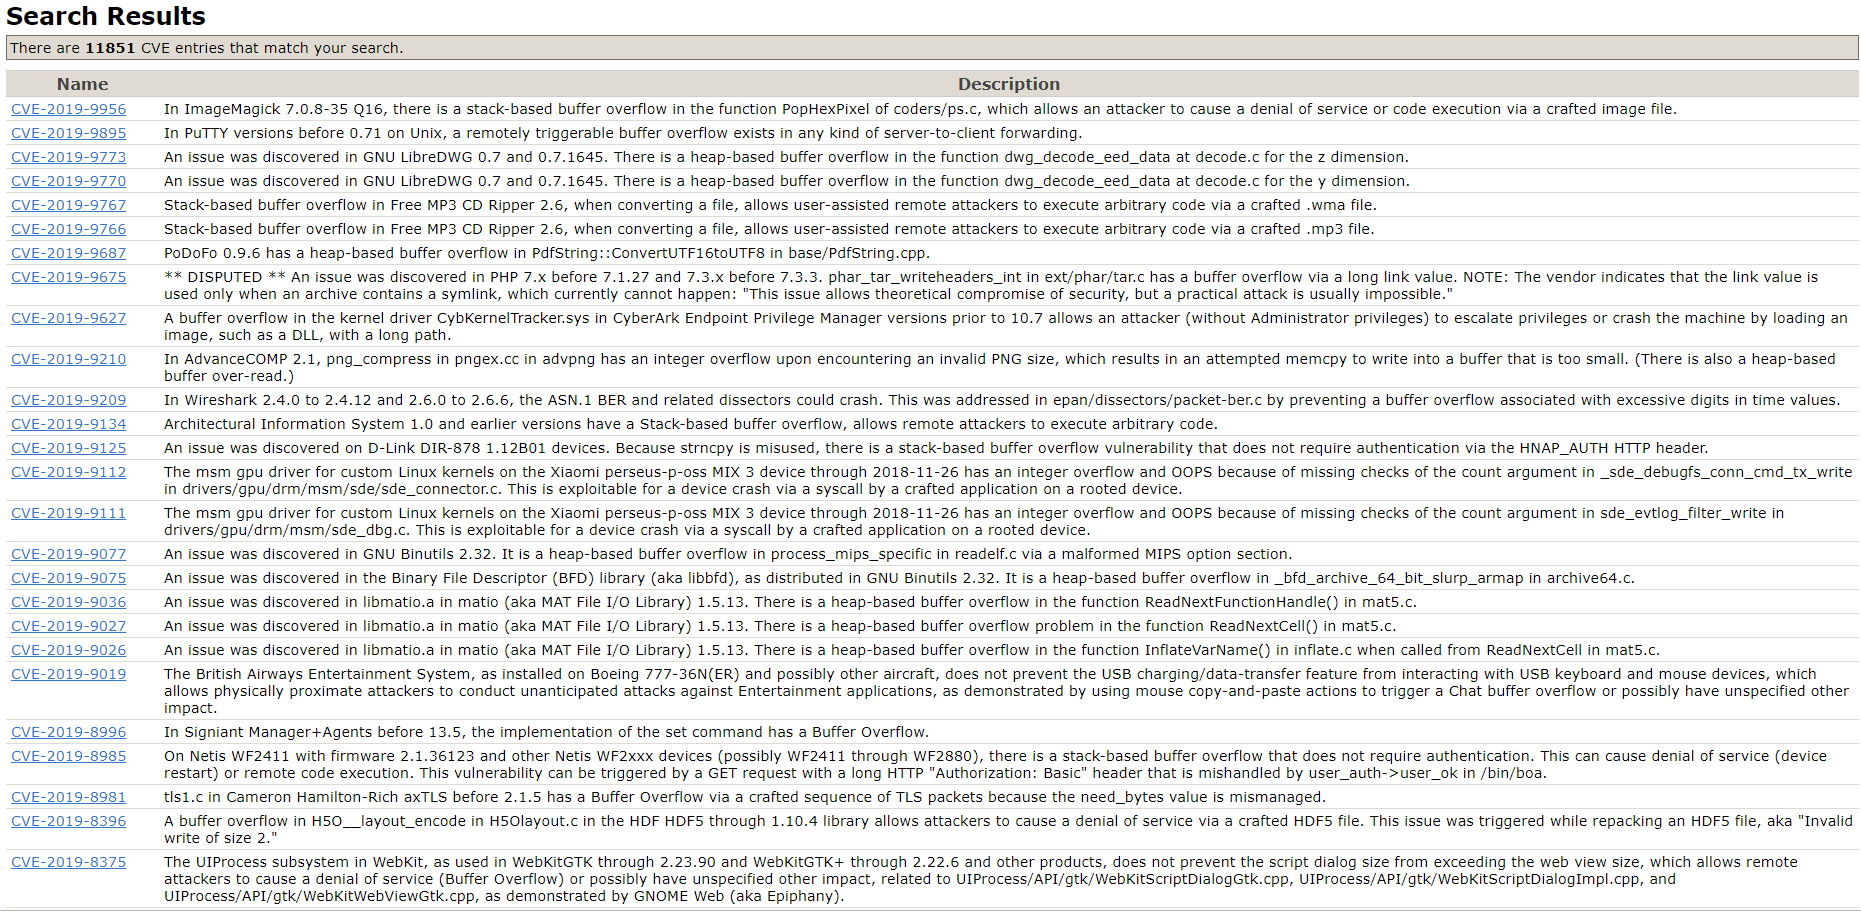 Search Results
There are 11851 CVE entries that match your search.
Name Description
CVE-2019-9956 In ImageMagick 7.0.8-35 Q16, there is a stack-based buffer overflow in the function PopHexPixel of coders/ps.c, which allows an attacker to cause a denial of service or code execution via a crafted image file.
CVE-2019-9895 In PuTTY versions before 0.71 on Unix, a remotely triggerable buffer overflow exists in any kind of server-to-client forwarding.
CVE-2019-9773 An issue was discovered in GNU LibreDWG 0.7 and 0.7.1645. There is a heap-based buffer overflow in the function dwg_decode_eed_data at decode.c for the z dimension.
CVE-2019-9770 An issue was discovered in GNU LibreDWG 0.7 and 0.7.1645. There is a heap-based buffer overflow in the function dwg_decode_eed_data at decode.c for the y dimension.
CVE-2019-9767 Stack-based buffer overflow in Free MP3 CD Ripper 2.6, when converting a file, allows user-assisted remote attackers to execute arbitrary code via a crafted .wma file.
CVE-2019-9766 Stack-based buffer overflow in Free MP3 CD Ripper 2.6, when converting a file, allows user-assisted remote attackers to execute arbitrary code via a crafted .mp3 file.
CVE-2019-9687 PoDoFo 0.9.6 has a heap-based buffer overflow in PdfString::ConvertUTF16toUTF8 in base/PdfString.cpp.
CVE-2019-9675 ** DISPUTED ** An issue was discovered in PHP 7.x before 7.1.27 and 7.3.x before 7.3.3. phar_tar_writeheaders_int in ext/phar/tar.c has a buffer overflow via a long link value. NOTE: The vendor indicates that the link value is
used only when an archive contains a symlink, which currently cannot happen: "This issue allows theoretical compromise of security, but a practical attack is usually impossible."
CVE-2019-9627 A buffer overflow in the kernel driver CybKernelTracker.sys in CyberArk Endpoint Privilege Manager versions prior to 10.7 allows an attacker (without Administrator privileges) to escalate privileges or crash the machine by loading an
image, such as a DLL, with a long path.
CVE-2019-9210 In AdvanceCOMP 2.1, png_compress in pngex.cc in advpng has an integer overflow upon encountering an invalid PNG size, which results in an attempted memcpy to write into a buffer that is too small. (There is also a heap-based
buffer over-read.)
CVE-2019-9209 In Wireshark 2.4.0 to 2.4.12 and 2.6.0 to 2.6.6, the ASN.1 BER and related dissectors could crash. This was addressed in epan/dissectors/packet-ber.c by preventing a buffer overflow associated with excessive digits in time values.
CVE-2019-9134 Architectural Information System 1.0 and earlier versions have a Stack-based buffer overflow, allows remote attackers to execute arbitrary code.
CVE-2019-9125 An issue was discovered on D-Link DIR-878 1.12B01 devices. Because strncpy is misused, there is a stack-based buffer overflow vulnerability that does not require authentication via the HNAP_AUTH HTTP header.
CVE-2019-9112 The msm gpu driver for custom Linux kernels on the Xiaomi perseus-p-oss MIX 3 device through 2018-11-26 has an integer overflow and OOPS because of missing checks of the count argument in _sde_debugfs_conn_cmd_tx_write
in drivers/gpu/drm/msm/sde/sde_connector.c. This is exploitable for a device crash via a syscall by a crafted application on a rooted device.
CVE-2019-9111 The msm gpu driver for custom Linux kernels on the Xiaomi perseus-p-oss MIX 3 device through 2018-11-26 has an integer overflow and OOPS because of missing checks of the count argument in sde_evtlog_filter_write in
drivers/gpu/drm/msm/sde_dbg.c. This is exploitable for a device crash via a syscall by a crafted application on a rooted device.
CVE-2019-9077 An issue was discovered in GNU Binutils 2.32. It is a heap-based buffer overflow in process_mips_specific in readelf.c via a malformed MIPS option section.
CVE-2019-9075 An issue was discovered in the Binary File Descriptor (BFD) library (aka libbfd), as distributed in GNU Binutils 2.32. It is a heap-based buffer overflow in _bfd_archive_64_bit_slurp_armap in archive64.c.
CVE-2019-9036 An issue was discovered in libmatio.a in matio (aka MAT File I/O Library) 1.5.13. There is a heap-based buffer overflow in the function ReadNextFunctionHandle() in mat5.c.
CVE-2019-9027 An issue was discovered in libmatio.a in matio (aka MAT File I/O Library) 1.5.13. There is a heap-based buffer overflow problem in the function ReadNextCell() in mat5.c.
CVE-2019-9026 An issue was discovered in libmatio.a in matio (aka MAT File I/O Library) 1.5.13. There is a heap-based buffer overflow in the function InflateVarName() in inflate.c when called from ReadNextCell in mat5.c.
CVE-2019-9019 The British Airways Entertainment System, as installed on Boeing 777-36N(ER) and possibly other aircraft, does not prevent the USB charging/data-transfer feature from interacting with USB keyboard and mouse devices, which
allows physically proximate attackers to conduct unanticipated attacks against Entertainment applications, as demonstrated by using mouse copy-and-paste actions to trigger a Chat buffer overflow or possibly have unspecified other
impact.
CVE-2019-8996 In Signiant Manager+Agents before 13.5, the implementation of the set command has a Buffer Overflow.
CVE-2019-8985 On Netis WF2411 with firmware 2.1.36123 and other Netis WF2xxx devices (possibly WF2411 through WF2880), there is a stack-based buffer overflow that does not require authentication. This can cause denial of service (device
restart) or remote code execution. This vulnerability can be triggered by a GET request with a long HTTP "Authorization: Basic" header that is mishandled by user_auth->user_ok in /bin/boa.
CVE-2019-8981 tls1.c in Cameron Hamilton-Rich axTLS before 2.1.5 has a Buffer Overflow via a crafted sequence of TLS packets because the need_bytes value is mismanaged.
CVE-2019-8396 A buffer overflow in H5O__layout_encode in H5Olayout.c in the HDF HDF5 through 1.10.4 library allows attackers to cause a denial of service via a crafted HDF5 file. This issue was triggered while repacking an HDF5 file, aka "Invalid
write of size 2."
CVE-2019-8375 The UIProcess subsystem in WebKit, as used in WebKitGTK through 2.23.90 and WebKitGTK+ through 2.22.6 and other products, does not prevent the script dialog size from exceeding the web view size, which allows remote
attackers to cause a denial of service (Buffer Overflow) or possibly have unspecified other impact, related to UIProcess/API/gtk/WebKitScriptDialogGtk.cpp, UIProcess/API/gtk/WebKitScriptDialogImpl.cpp, and
UIProcess/API/gtk/WebKitWebViewGtk.cpp, as demonstrated by GNOME Web (aka Epiphany).